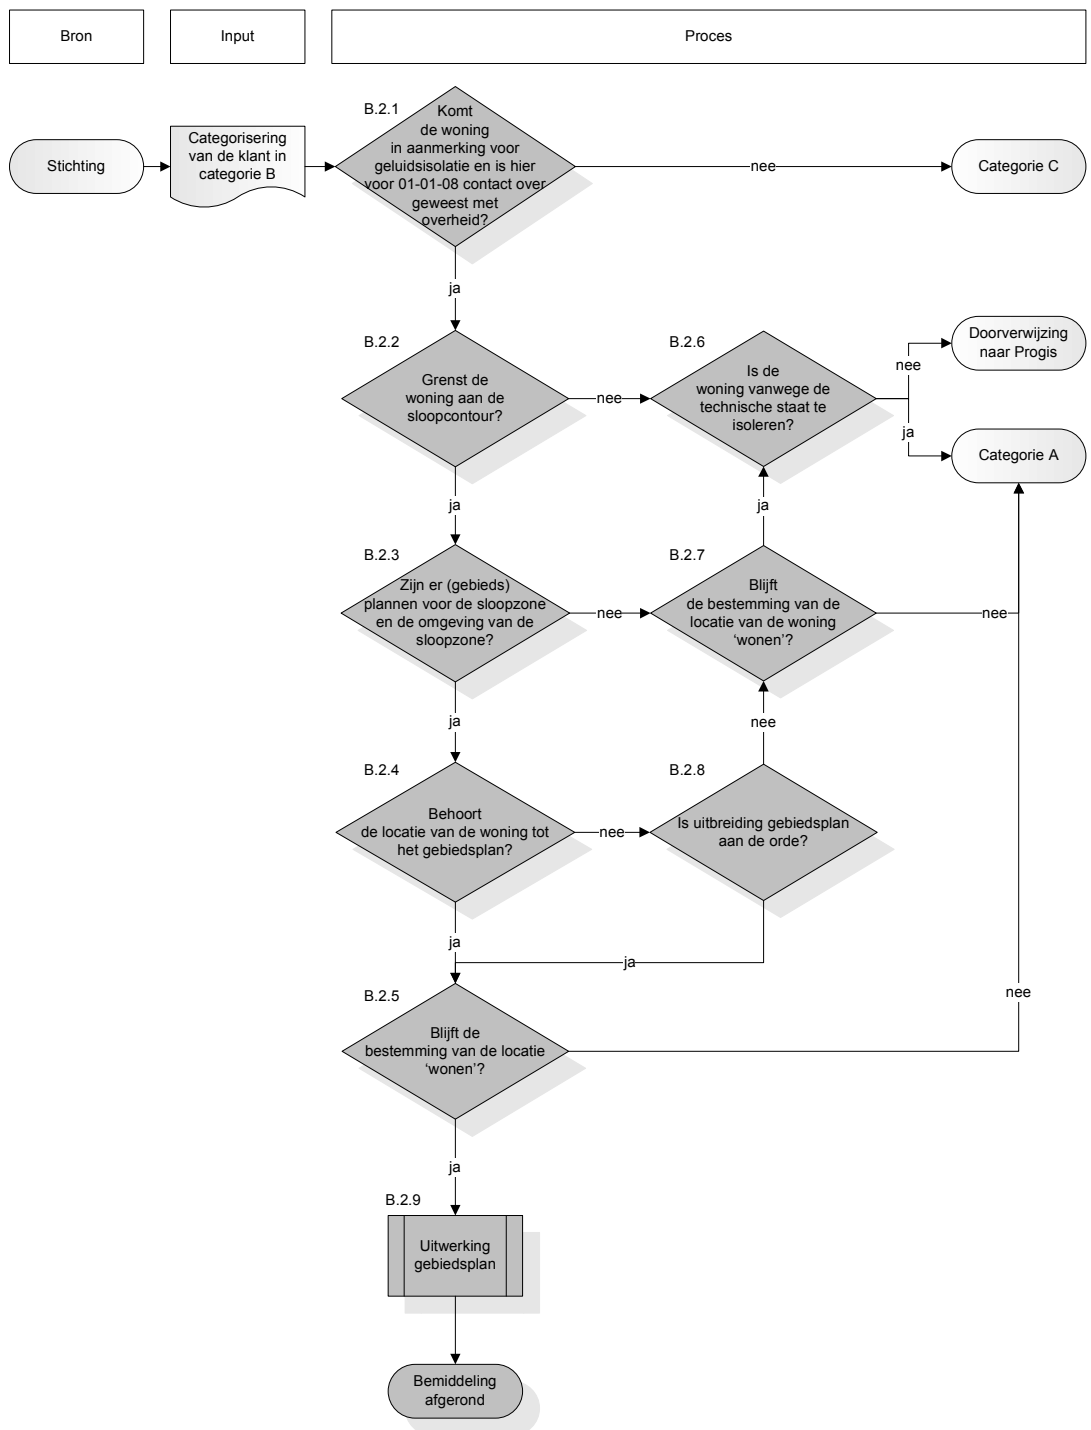 Bron
Input
Proces
B.2.1
Stichting
Categorisering
van de klant in
categorie B
Komt
de woning
in aanmerking voor
geluidsisolatie en is hier
voor 01-01-08 contact over
geweest met
overheid?
nee
Categorie C
ja
B.2.2
Grenst de
woning aan de
sloopcontour?
nee
B.2.6
Is de
woning vanwege de
technische staat te
isoleren?
nee
Doorverwijzing
naar Progis
ja
Categorie A
ja
B.2.3
Zijn er (gebieds)
plannen voor de sloopzone
en de omgeving van de
sloopzone?
nee
ja
B.2.7
Blijft
de bestemming van de
locatie van de woning
‘wonen’?
nee
ja
B.2.4
Behoort
de locatie van de woning tot
het gebiedsplan?
nee
nee
B.2.8
Is uitbreiding gebiedsplan
aan de orde?
ja
ja
B.2.5
Blijft de
bestemming van de locatie
‘wonen’?
nee
ja
B.2.9
Uitwerking
gebiedsplan
Bemiddeling
afgerond